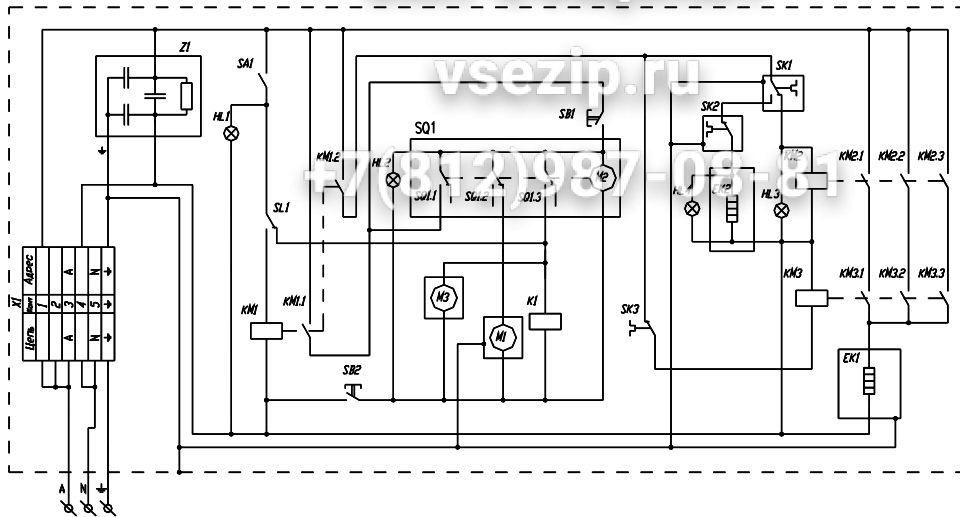 Z1
SA1
SK1
vsezip.ru
SK2
HL1
SB1
SQ1
KM1.2
HL2
M2
KM2
KM2.1
KM2.2
KM2.3
+7(812)987-08-81
SQ1.1
SQ1.2
SQ1.3
EK2
HL3
SL1
Адрес
A
N
M3
KM3
KM3.1
KM3.2
KM3.3
X1
Конт
1
2
3
4
5
KM1
KM1.1
K1
SK3
M1
Цепь
A
N
SB2
EK1
A
N